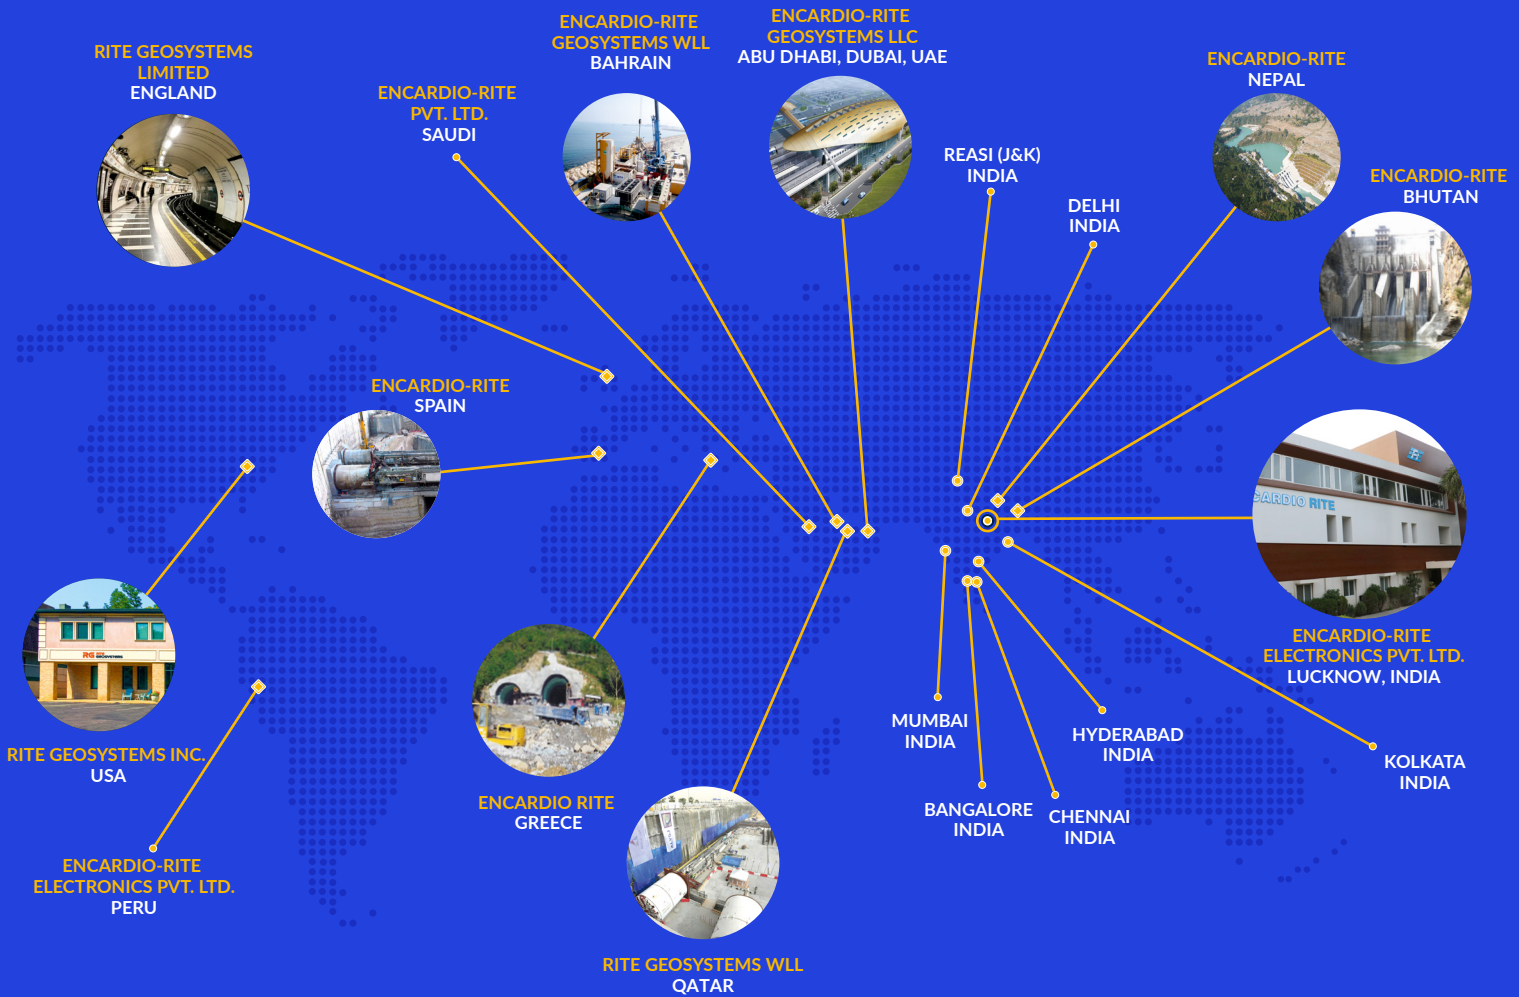 RITE GEOSYSTEMS
LIMITED
ENGLAND
ENCARDIO-RITE
PVT. LTD.
SAUDI
ENCARDIO-RITE
GEOSYSTEMS WLL
BAHRAIN
ENCARDIO-RITE
GEOSYSTEMS LLC
ABU DHABI, DUBAI, UAE
REASI (J&K)
INDIA
DELHI
INDIA
ENCARDIO-RITE
NEPAL
ENCARDIO-RITE
BHUTAN
ENCARDIO-RITE
SPAIN
CARDIO RITE
ENCARDIO-RITE
ELECTRONICS PVT. LTD.
LUCKNOW, INDIA
RITE GEOSYSTEMS INC.
USA
ENCARDIO RITE
GREECE
MUMBAI
INDIA
HYDERABAD
INDIA
KOLKATA
INDIA
BANGALORE
INDIA
CHENNAI
INDIA
ENCARDIO-RITE
ELECTRONICS PVT. LTD.
PERU
RITE GEOSYSTEMS WLL
QATAR